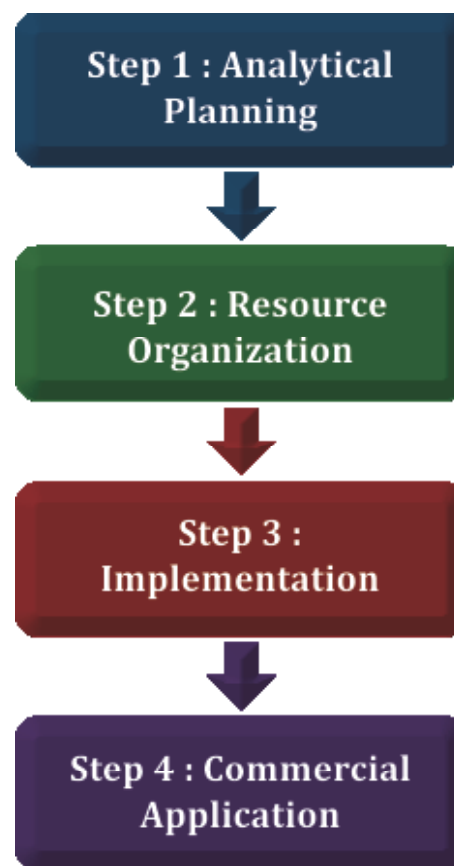 Step 1 : Analytical
Planning
Step 2 : Resource
Organization
Step 3 :
Implementation
Step 4 : Commercial
Application